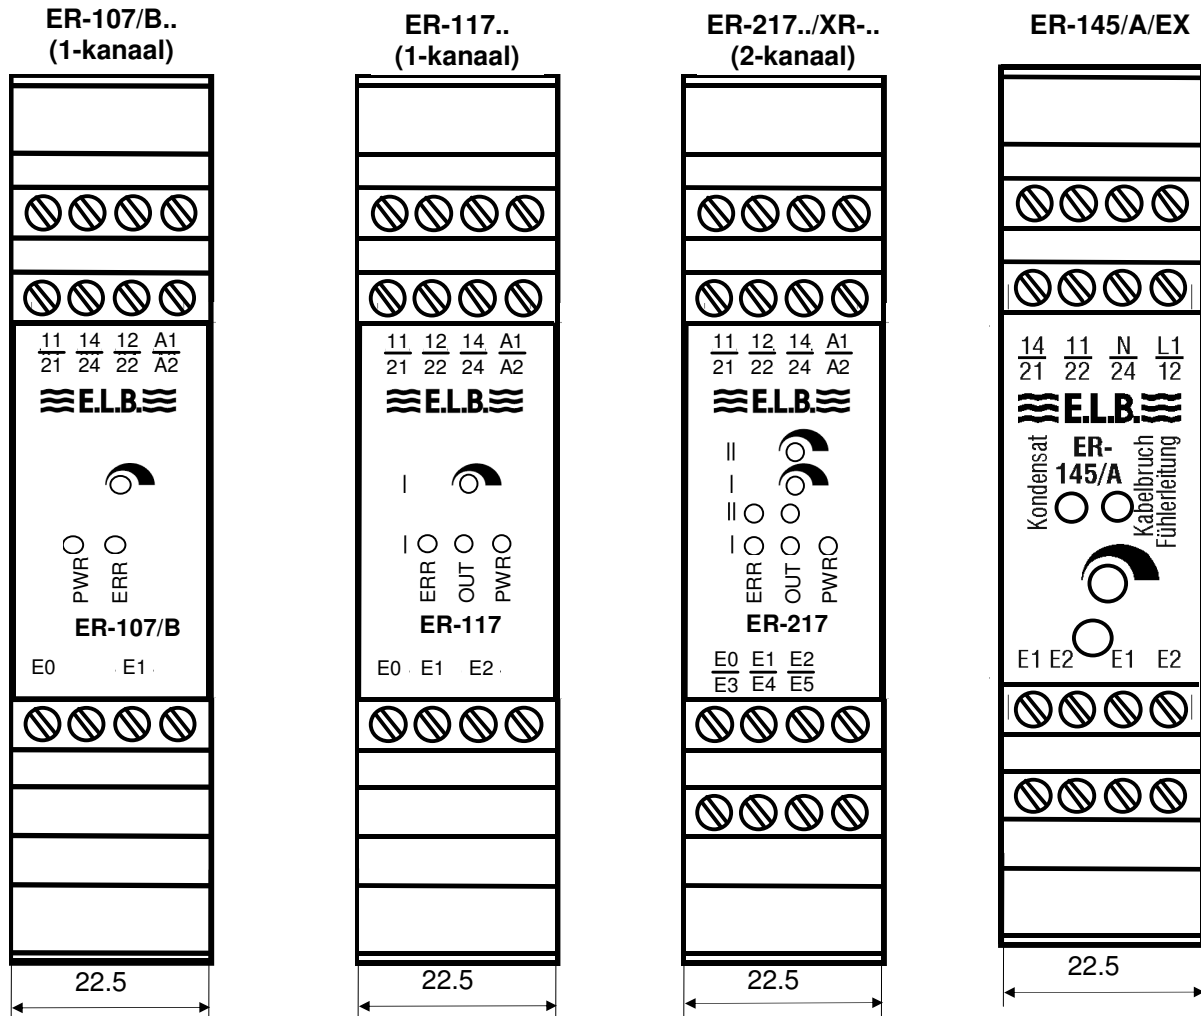 ER-107/B..
(1-kanaal)
11 14 12 A1
21 24 22 A2
E.L.B.
PWR
ERR
ER-107/B
E0 E1
22.5
ER-117..
(1-kanaal)
11 12 14 A1
21 22 24 A2
E.L.B.
I
I
ERR
OUT
PWR
ER-117
E0 E1 E2
22.5
ER-217../XR-..
(2-kanaal)
11 12 14 A1
21 22 24 A2
E.L.B.
II
I
II
I
ERR
OUT
PWR
ER-217
E0 E1 E2
E3 E4 E5
22.5
ER-145/A/EX
14 11 N L1
21 22 24 12
E.L.B.
Kondensat
ER-
145/A
Kabelbruch
Fühlerleitung
E1 E2 E1 E2
22.5